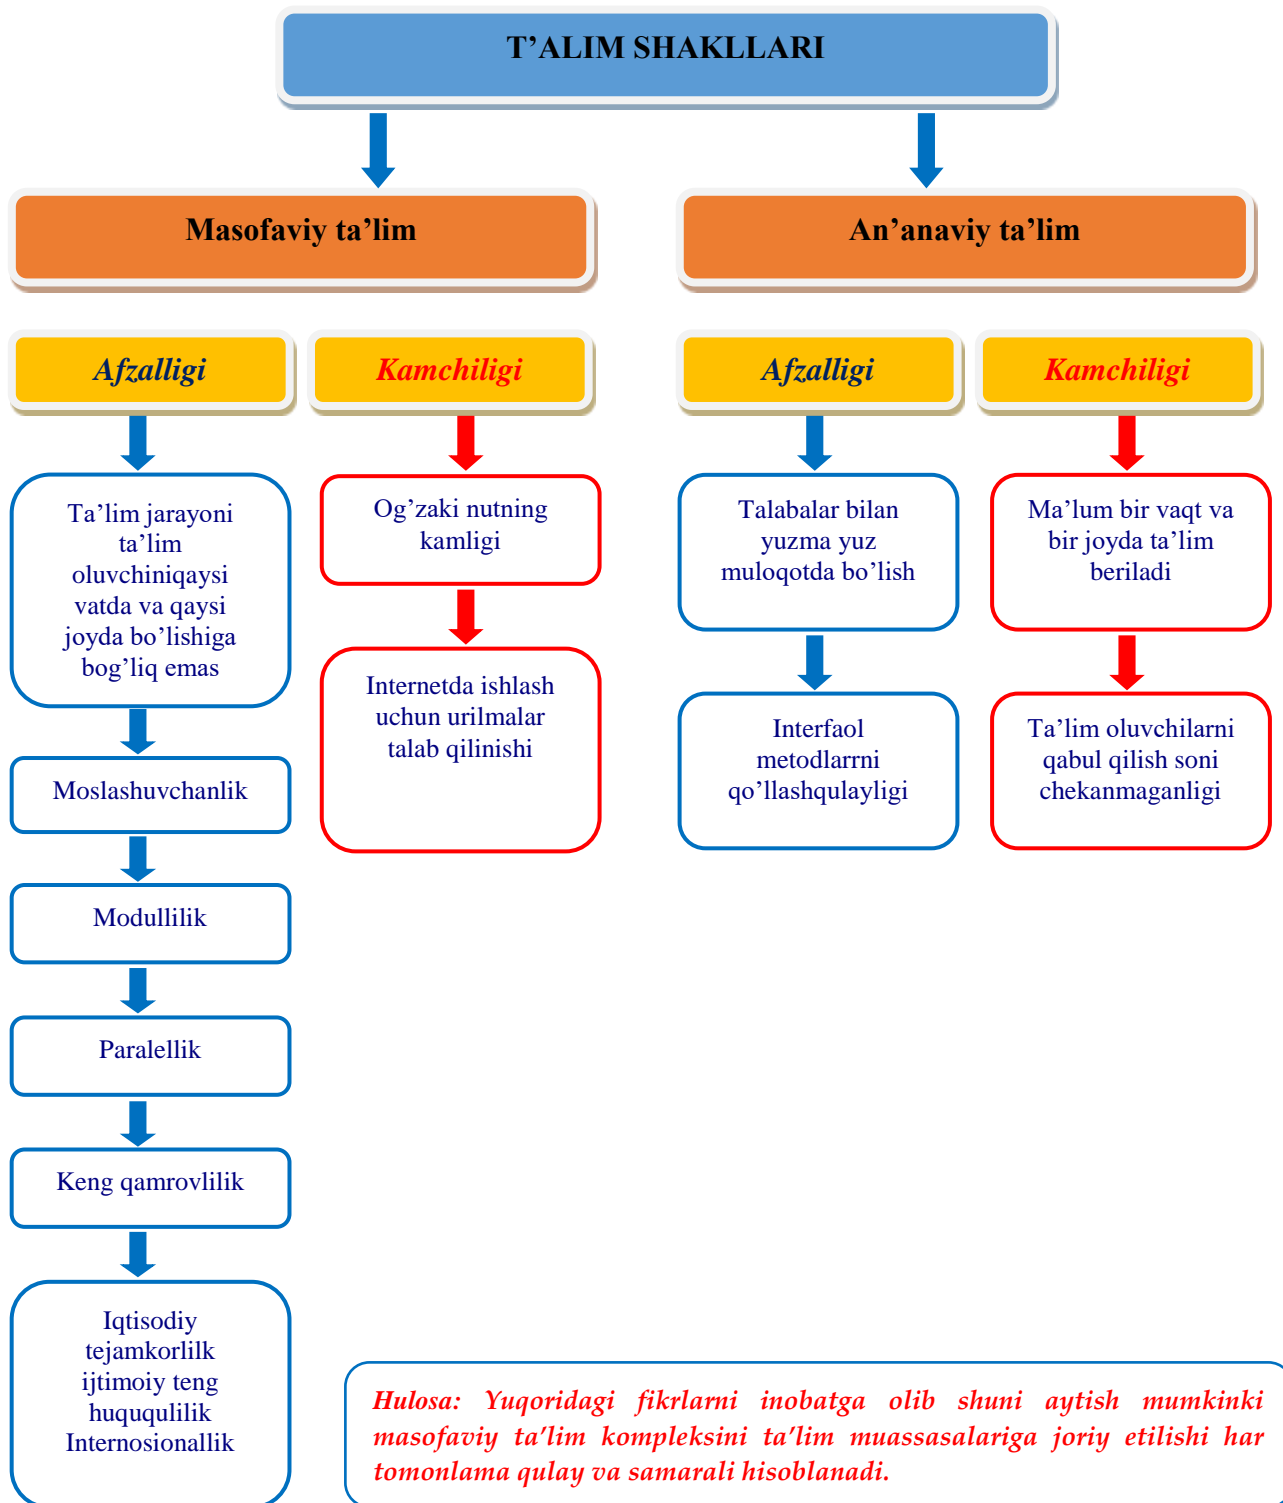 T’ALIM SHAKLLARI
Masofaviy ta’lim
An’anaviy ta’lim
Afzalligi
Kamchiligi
Afzalligi
Kamchiligi
Ta’lim jarayoni
ta’lim
oluvchiniqaysi
vatda va qaysi
joyda bo’lishiga
bog’liq emas
Moslashuvchanlik
Modullilik
Paralellik
Keng qamrovlilik
Iqtisodiy
tejamkorlilk
ijtimoiy teng
huququlilik
Internosionallik
Og’zaki nutning
kamligi
Internetda ishlash
uchun urilmalar
talab qilinishi
Talabalar bilan
yuzma yuz
muloqotda bo’lish
Interfaol
metodlarrni
qo’llashqulayligi
Ma’lum bir vaqt va
bir joyda ta’lim
beriladi
Ta’lim oluvchilarni
qabul qilish soni
chekanmaganligi
Hulosa: Yuqoridagi fikrlarni inobatga olib shuni aytish mumkinki
masofaviy ta’lim kompleksini ta’lim muassasalariga joriy etilishi har
tomonlama qulay va samarali hisoblanadi.